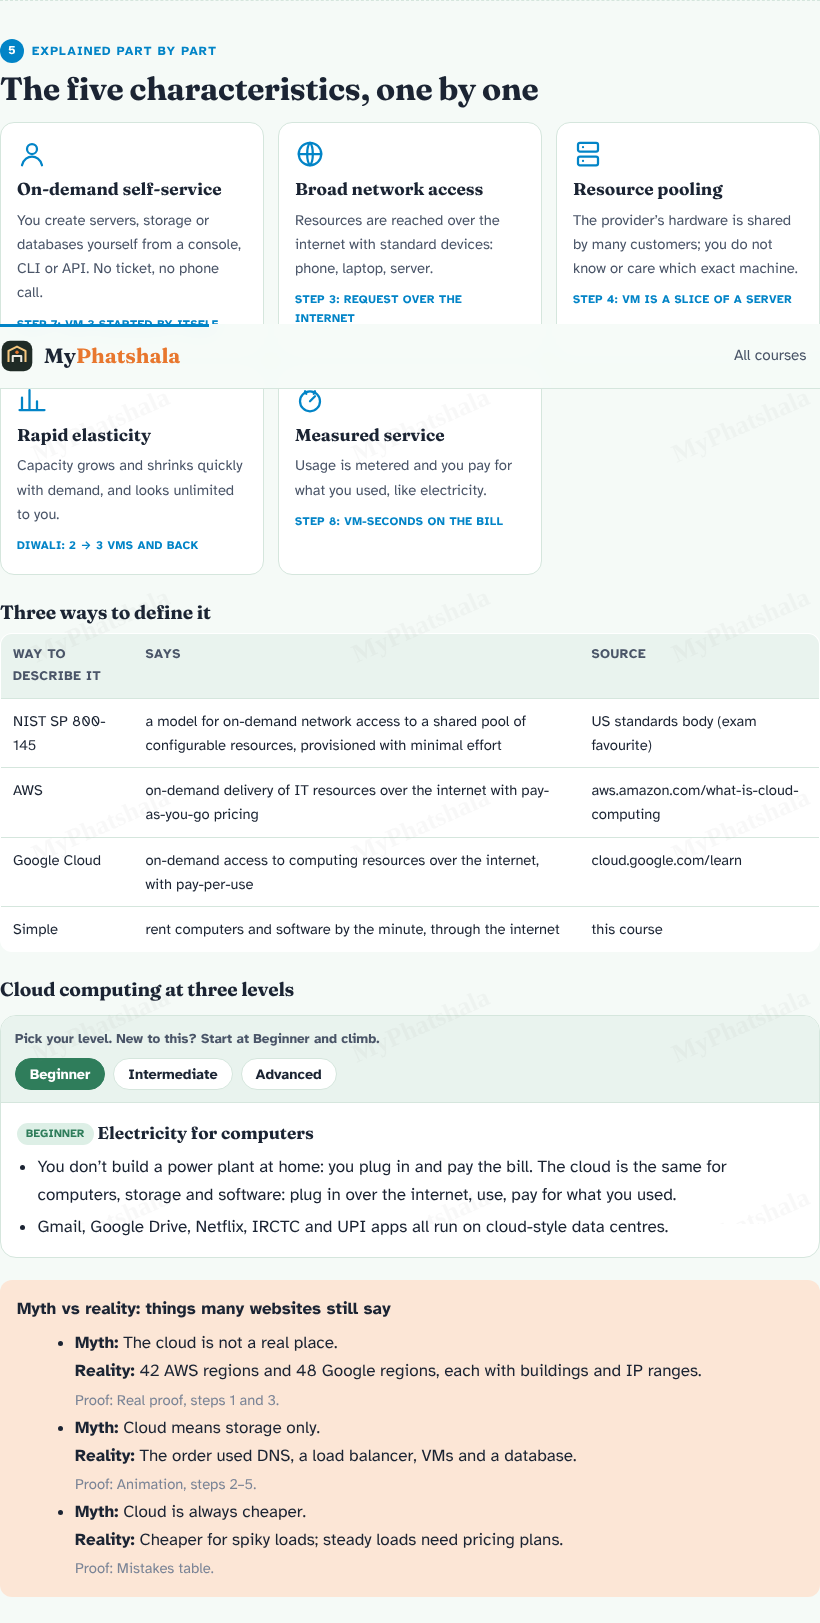 5 EXPLAINED PART BY PART
The five characteristics, one by one
On-demand self-service
You create servers, storage or
databases yourself from a console,
CLI or API. No ticket, no phone
call.
STEP 7: VM 3 STARTED BY ITSELF
Broad network access
Resources are reached over the
internet with standard devices:
phone, laptop, server.
STEP 3: REQUEST OVER THE
INTERNET
Resource pooling
The provider's hardware is shared
by many customers; you do not
know or care which exact machine.
STEP 4: VM IS A SLICE OF A SERVER
MyPhatshala
All courses
Rapid elasticity
Capacity grows and shrinks quickly
with demand, and looks unlimited
to you.
DIWALI: 2 → 3 VMS AND BACK
Measured service
Usage is metered and you pay for
what you used, like electricity.
STEP 8: VM-SECONDS ON THE BILL
Three ways to define it
WAY TO
DESCRIBE IT
SAYS
SOURCE
NIST SP 800-
145
a model for on-demand network access to a shared pool of
configurable resources, provisioned with minimal effort
US standards body (exam
favourite)
AWS
on-demand delivery of IT resources over the internet with pay-
as-you-go pricing
aws.amazon.com/what-is-cloud-
computing
Google Cloud
on-demand access to computing resources over the internet,
with pay-per-use
cloud.google.com/learn
Simple
rent computers and software by the minute, through the internet
this course
Cloud computing at three levels
Pick your level. New to this? Start at Beginner and climb.
Beginner Intermediate Advanced
BEGINNER Electricity for computers
• You don't build a power plant at home: you plug in and pay the bill. The cloud is the same for
computers, storage and software: plug in over the internet, use, pay for what you used.
• Gmail, Google Drive, Netflix, IRCTC and UPI apps all run on cloud-style data centres.
Myth vs reality: things many websites still say
• Myth: The cloud is not a real place.
Reality: 42 AWS regions and 48 Google regions, each with buildings and IP ranges.
Proof: Real proof, steps 1 and 3.
• Myth: Cloud means storage only.
Reality: The order used DNS, a load balancer, VMs and a database.
Proof: Animation, steps 2–5.
• Myth: Cloud is always cheaper.
Reality: Cheaper for spiky loads; steady loads need pricing plans.
Proof: Mistakes table.